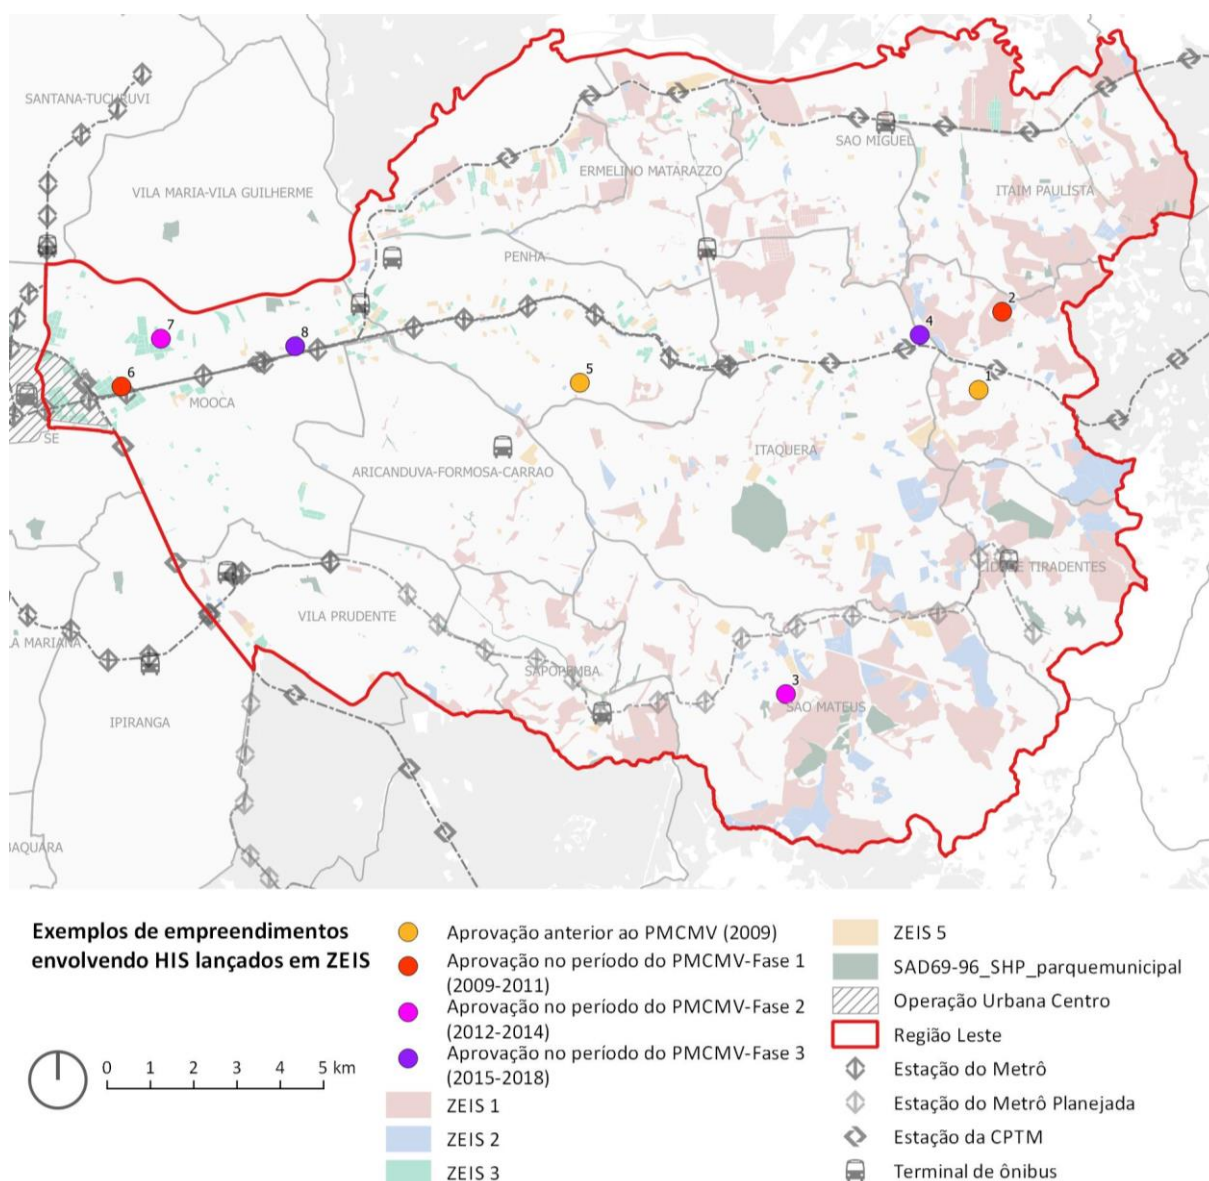 SANTANA-TUCURUVI
VILA MARIA-VILA GUILHERME
ERMELINO MATARAZZO
SAO MIGUEL
ITAIM PAULISTA
PENHA
2
7
8
4
6
5
1
MOOCA
SE
ARICANDUVA-FORMOSA-CARRAO
ITAQUERA
TIRADENTES
VILA PRUDENTE
LA MARIANA
SAPOPEMBA
3
SAO MATEUS
IPIRANGA
BAQUARA
Exemplos de empreendimentos
envolvendo HIS lançados em ZEIS
0 1 2 3 4 5 km
Aprovação anterior ao PMCMV (2009)
Aprovação no período do PMCMV-Fase 1
(2009-2011)
Aprovação no período do PMCMV-Fase 2
(2012-2014)
Aprovação no período do PMCMV-Fase 3
(2015-2018)
ZEIS 1
ZEIS 2
ZEIS 3
ZEIS 5
SAD69-96_SHP_parquemunicipal
Operação Urbana Centro
Região Leste
Estação do Metrô
Estação do Metrô Planejada
Estação da CPTM
Terminal de ônibus